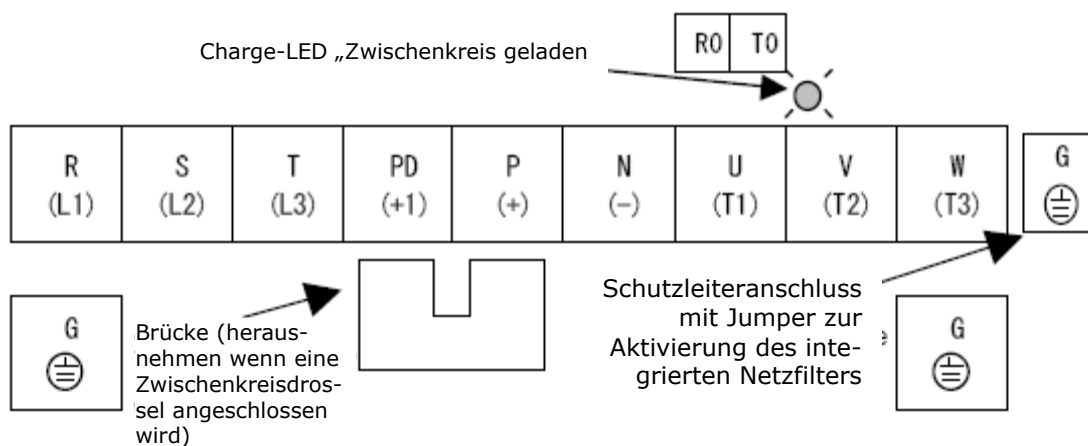 Charge-LED „Zwischenkreis geladen
R0 T0
R S T PD P N U V W G
(L1) (L2) (L3) (+1) (+) (-) (T1) (T2) (T3)
G
Brücke (heraus-
nehmen wenn eine
Zwischenkreisdros-
sel angeschlossen
wird)
Schutzleiteranschluss
mit Jumper zur
Aktivierung des inte-
grierten Netzfilters
G